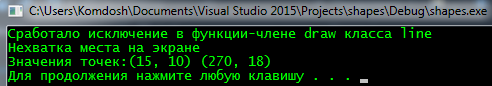 C:\Users\Komdosh\Documents\Visual Studio 2015\Projects\shapes\Debug\shapes.exe
Сработало исключение в функции-члене draw класса line
Нехватка места на экране
Значения точек:(15, 10) (270, 18)
Для продолжения нажмите любую клавишу . . .